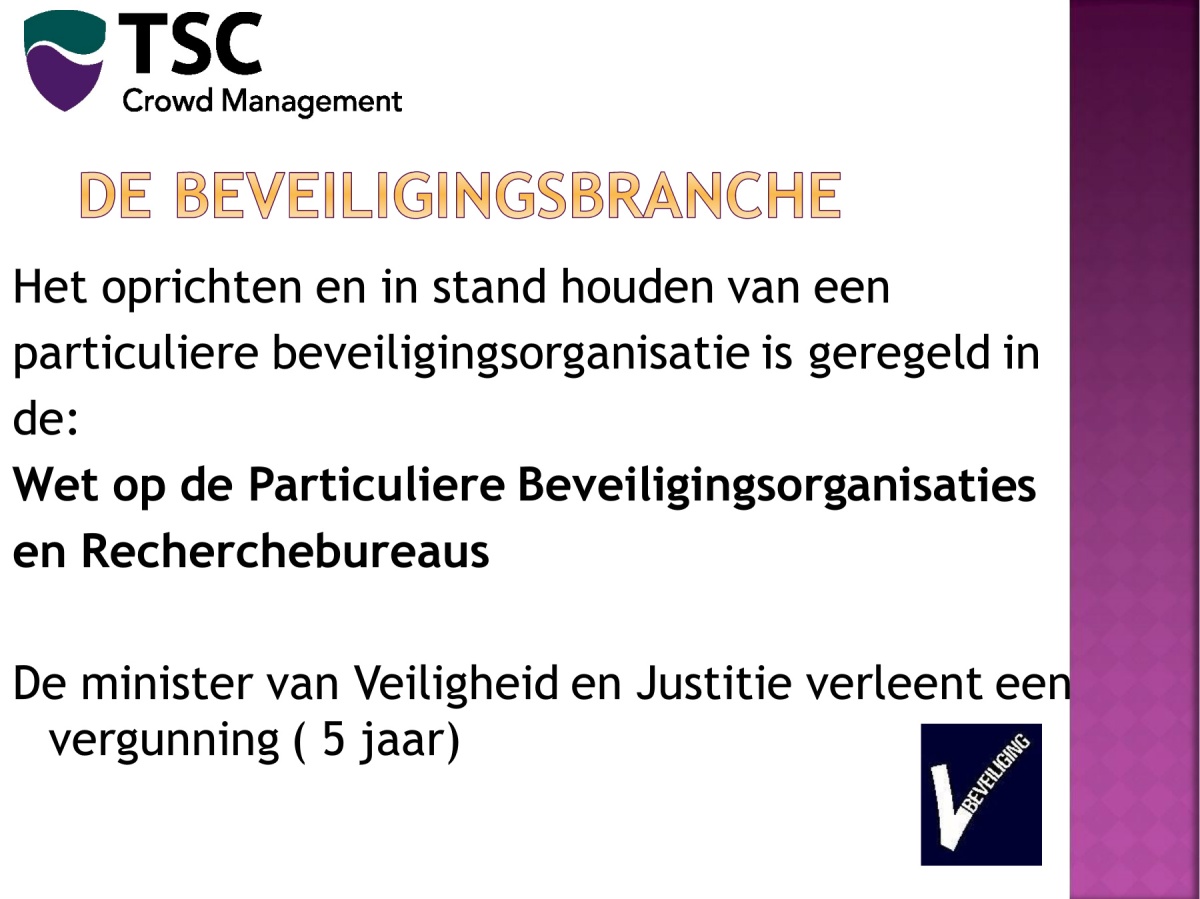 TSC
Crowd Management
DE BEVEILIGINGSBRANCHE
Het oprichten en in stand houden van een
particuliere beveiligingsorganisatie is geregeld in
de:
Wet op de Particuliere Beveiligingsorganisaties
en Recherchebureaus
De minister van Veiligheid en Justitie verleent een
vergunning ( 5 jaar)
BEVEILIGING